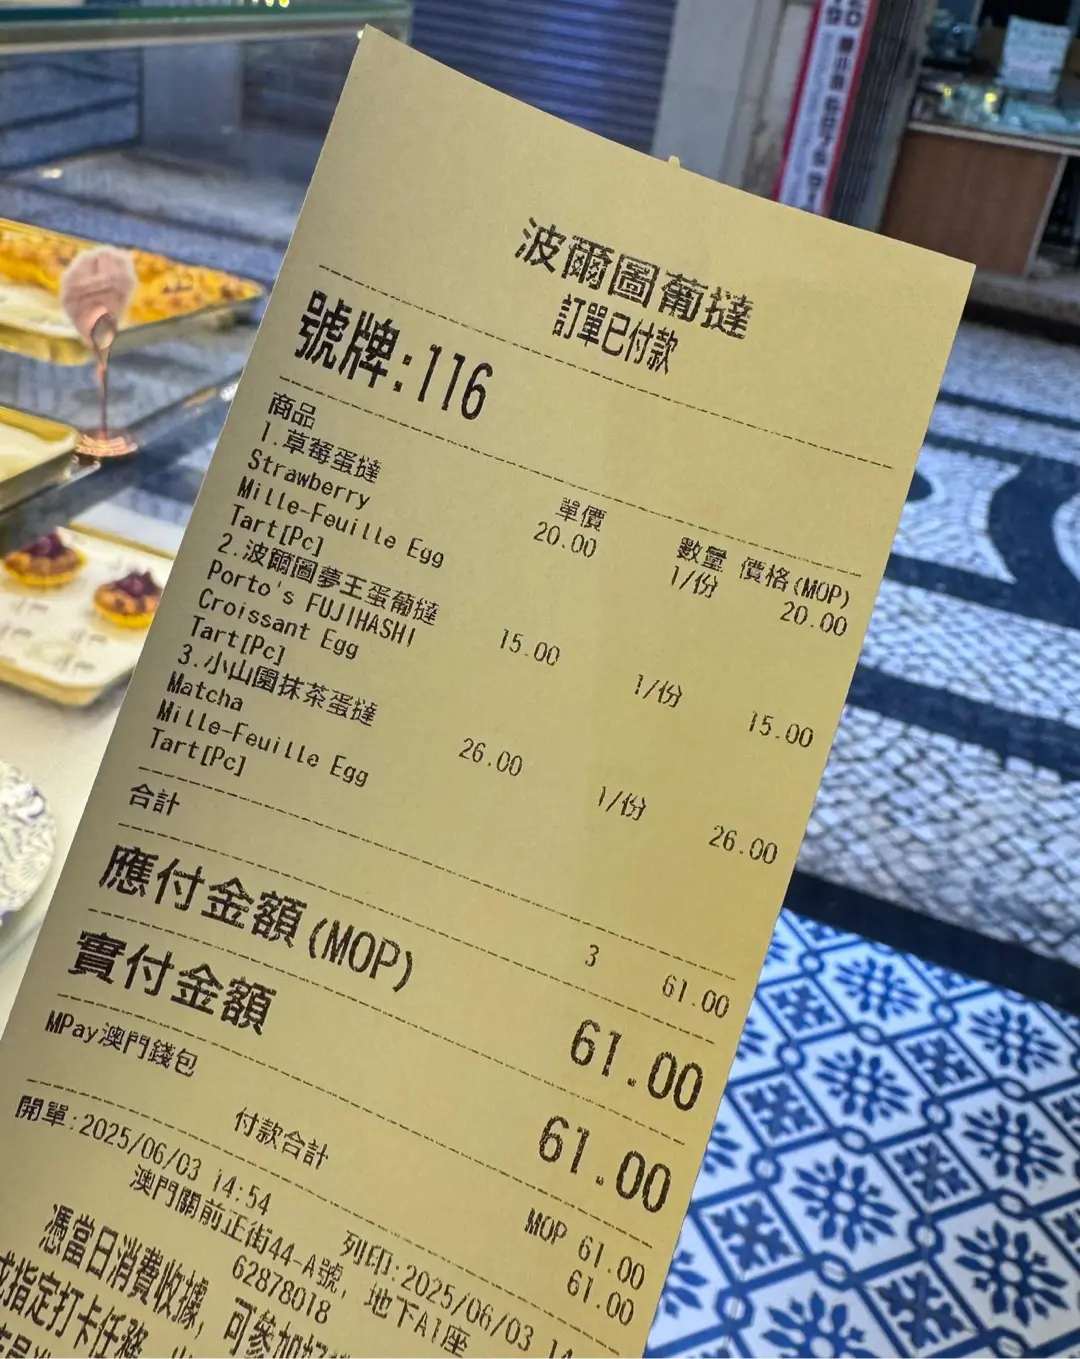 波爾圖葡撻
訂單已付款
號牌:116
商品 單價 數量 價格(MOP)
1.草莓蛋撻 20.00 1/份 20.00
Strawberry
Mille-Feuille Egg
Tart[Pc]
2.波爾圖夢王蛋葡撻 15.00 1/份 15.00
Porto's FUJIHASHI
Croissant Egg
Tart[Pc]
3.小山園抹茶蛋撻 26.00 1/份 26.00
Matcha
Mille-Feuille Egg
Tart[Pc]
合計 3 61.00
應付金額(MOP) 61.00
實付金額 61.00
MPay澳門錢包 MOP 61.00
付款合計 61.00
開單:2025/06/03 14:54 列印:2025/06/03 14
澳門關前正街44-A號, 地下A1座
62878018
憑當日消費收據, 可參加
指定打卡任務